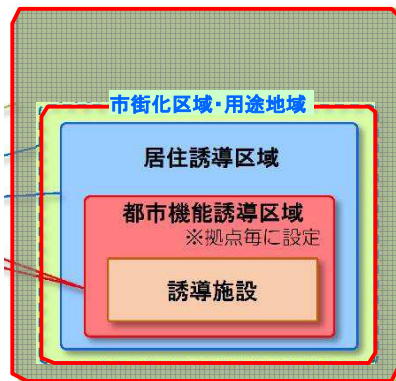 市街化区域・用途地域
居住誘導区域
都市機能誘導区域
※拠点毎に設定
誘導施設